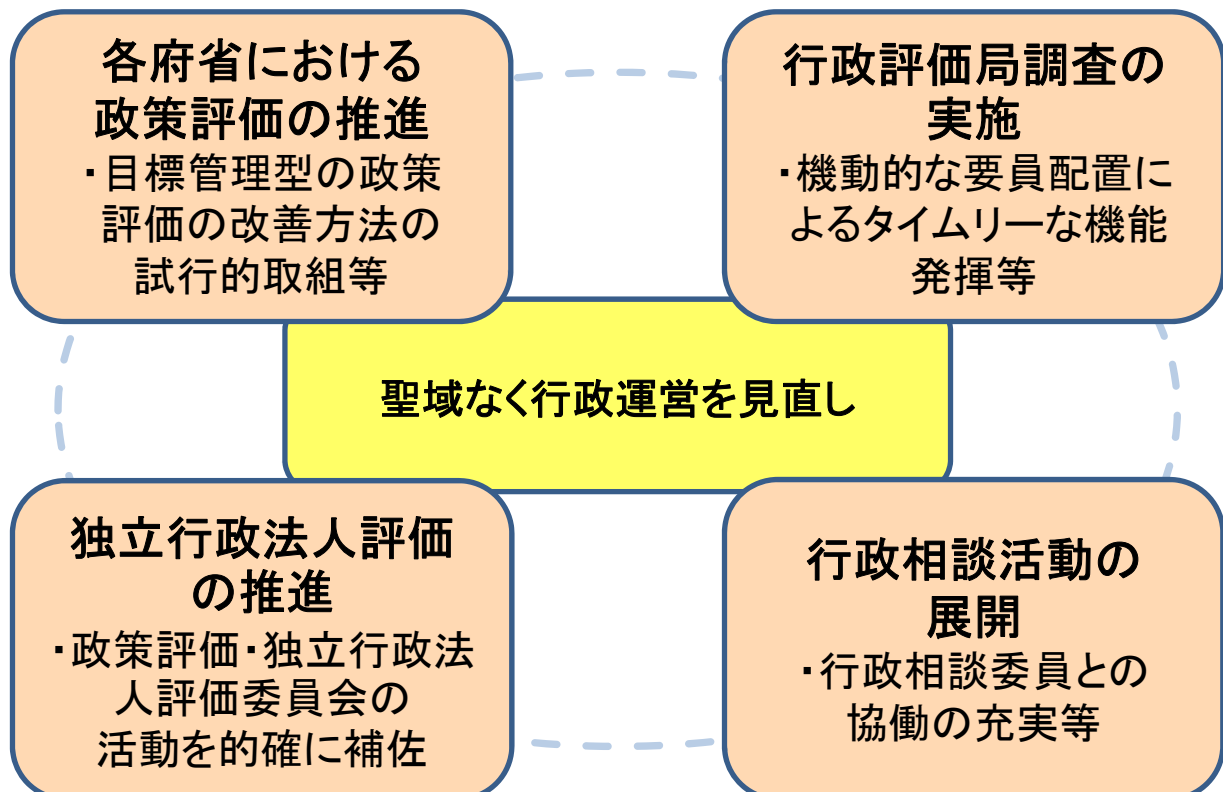 各府省における
政策評価の推進
・目標管理型の政策
評価の改善方法の
試行的取組等
行政評価局調査の
実施
・機動的な要員配置に
よるタイムリーな機能
発揮等
聖域なく行政運営を見直し
独立行政法人評価
の推進
・政策評価・独立行政法
人評価委員会の
活動を的確に補佐
行政相談活動の
展開
・行政相談委員との
協働の充実等